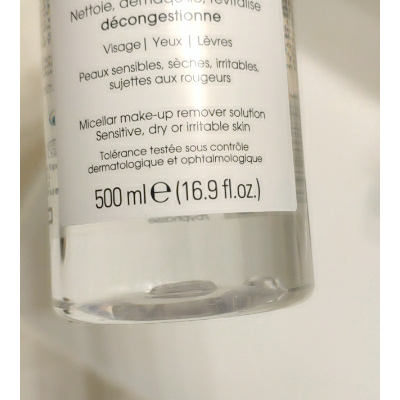 Nettoie, démaquille, revitalise
décongestionne
Visage | Yeux | Lèvres
Peaux sensibles, sèches, irritables,
sujettes aux rougeurs
Micellar make-up remover solution
Sensitive, dry or irritable skin
Tolérance testée sous contrôle
dermatologique et ophtalmologique
500 ml ℮ (16.9 fl.oz.)